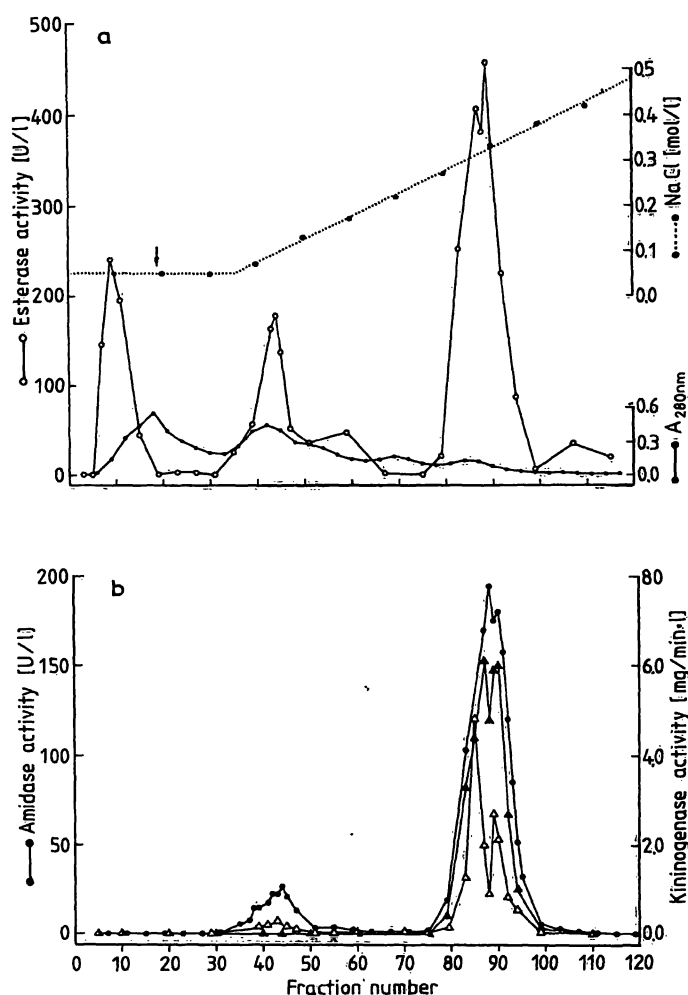 a
500
400
300
200
100
0
Esterase activity [U/l]
0.5
0.4
0.3
0.2
0.1
0.0
NaCl [mol/l]
0.6
0.3
0.0
A280nm
b
200
150
100
50
0
Amidase activity [U/l]
8.0
6.0
4.0
2.0
0.0
Kininogenase activity [mg/min·l]
0 10 20 30 40 50 60 70 80 90 100 110 120
Fraction number